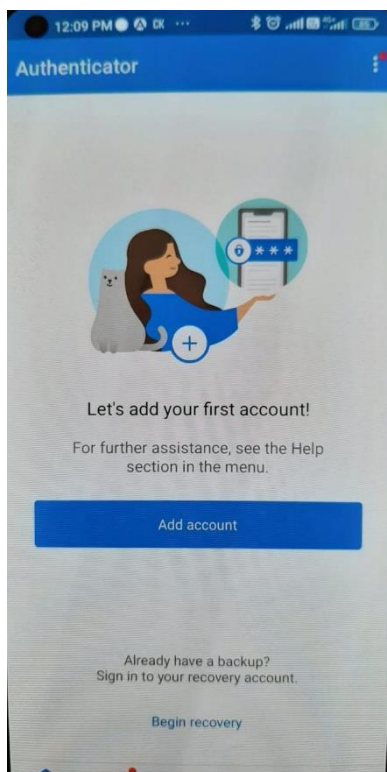 12:09 PM CK ...
Authenticator
* * *
Let's add your first account!
For further assistance, see the Help
section in the menu.
Add account
Already have a backup?
Sign in to your recovery account.
Begin recovery